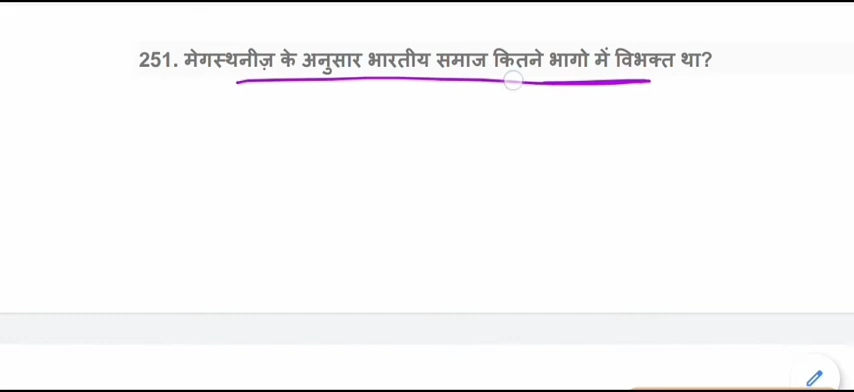 251. मेगस्थनीज़ के अनुसार भारतीय समाज कितने भागो में विभक्त था?